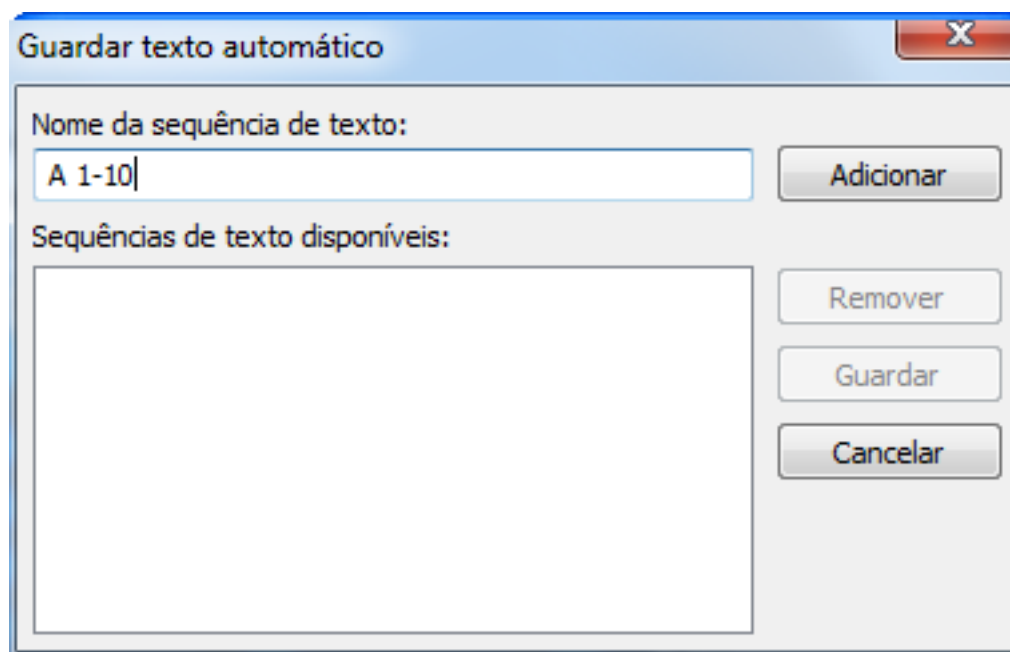 Guardar texto automático
Nome da sequência de texto:
A 1-10
Adicionar
Sequências de texto disponíveis:
Remover
Guardar
Cancelar